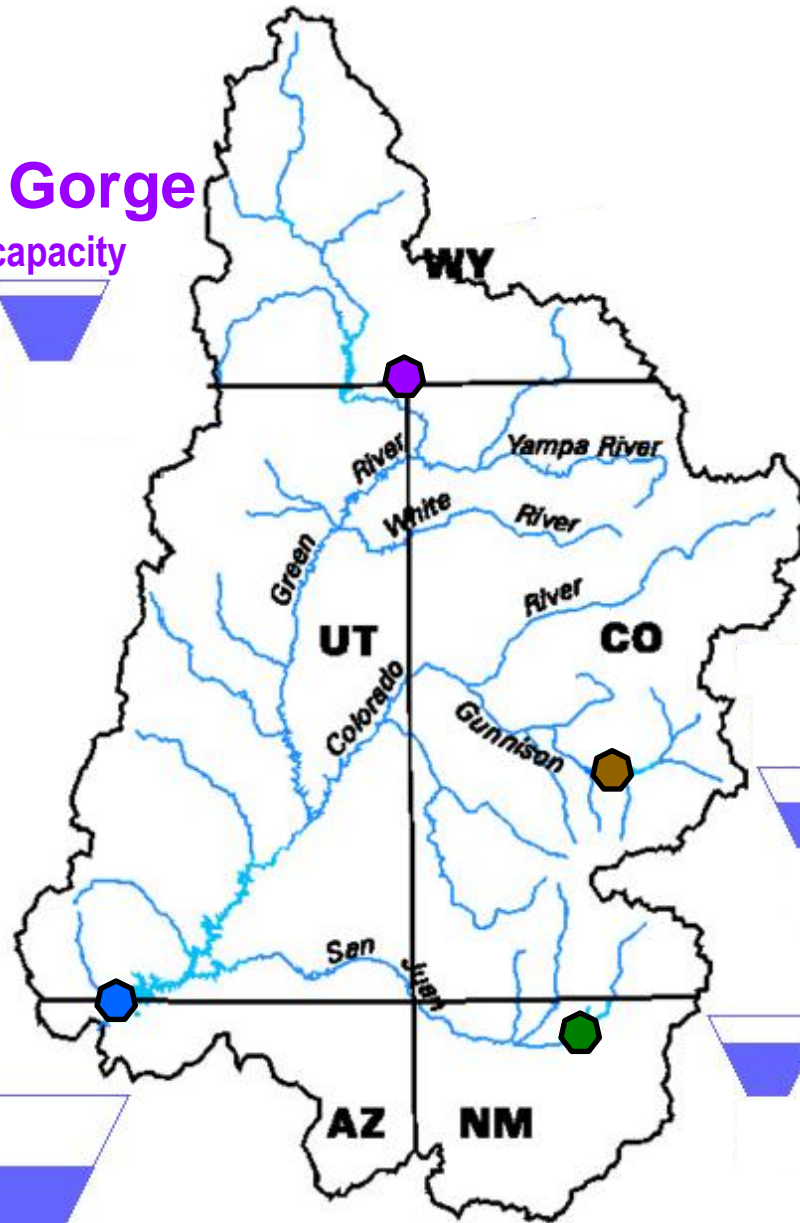 Gorge
capacity
WY
Yampa River
River
White
River
Green
River
UT
CO
Colorado
Gunnison
San
Juan
AZ
NM